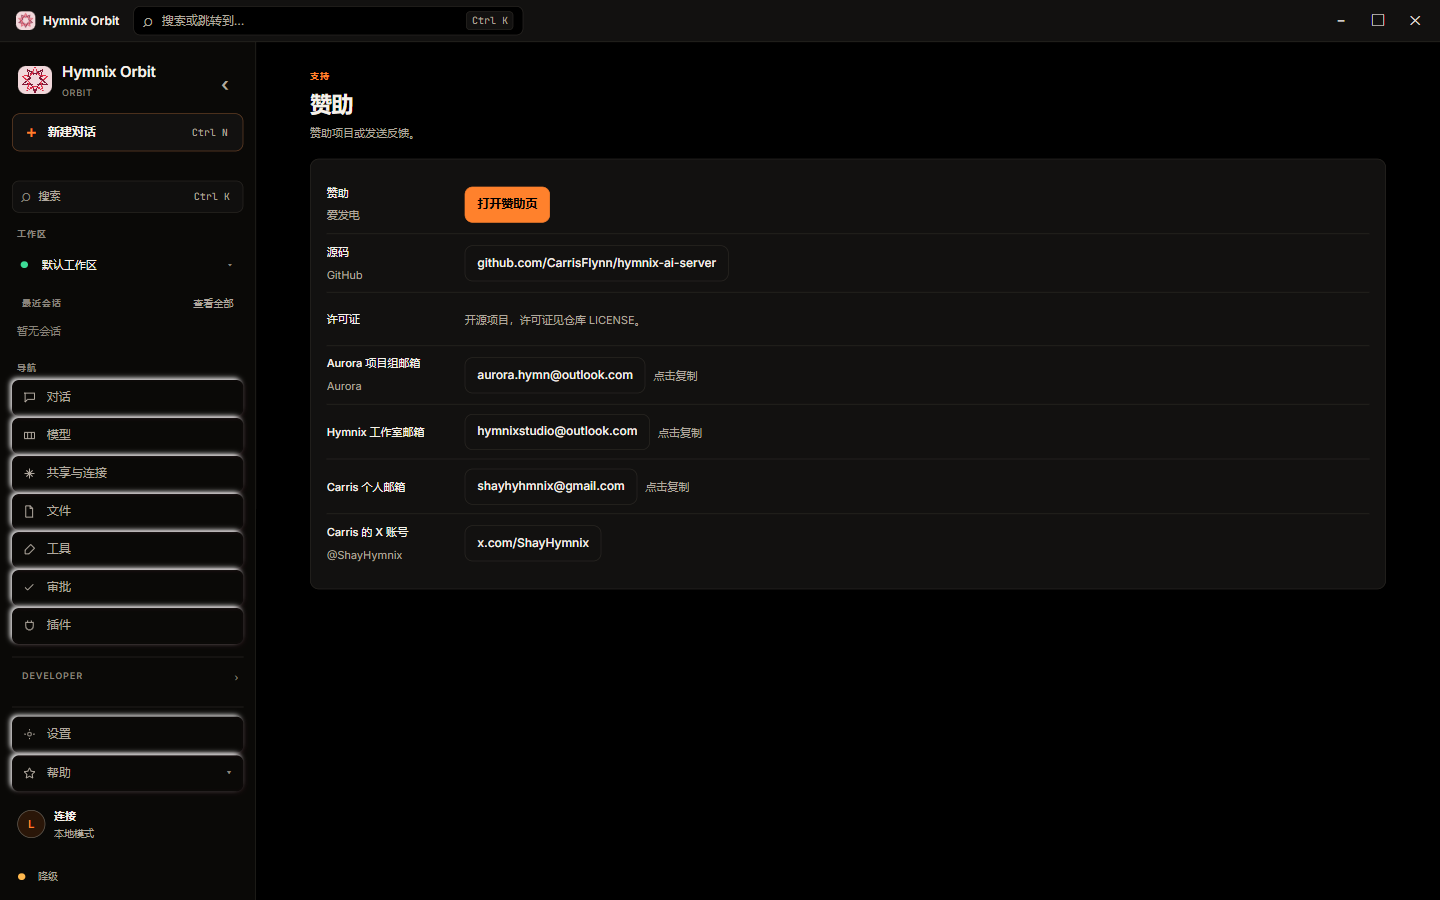 Hymnix Orbit
搜索或跳转到...
Ctrl K
Hymnix Orbit
ORBIT
新建对话
Ctrl N
搜索
Ctrl K
工作区
默认工作区
最近会话
查看全部
暂无会话
导航
对话
模型
共享与连接
文件
工具
审批
插件
DEVELOPER
设置
帮助
L
连接
本地模式
降级
支持
赞助
赞助项目或发送反馈。
赞助
爱发电
打开赞助页
源码
GitHub
github.com/CarrisFlynn/hymnix-ai-server
许可证
开源项目，许可证见仓库 LICENSE。
Aurora 项目组邮箱
Aurora
aurora.hymn@outlook.com
点击复制
Hymnix 工作室邮箱
hymnixstudio@outlook.com
点击复制
Carris 个人邮箱
shayhyhmnix@gmail.com
点击复制
Carris 的 X 账号
@ShayHymnix
x.com/ShayHymnix